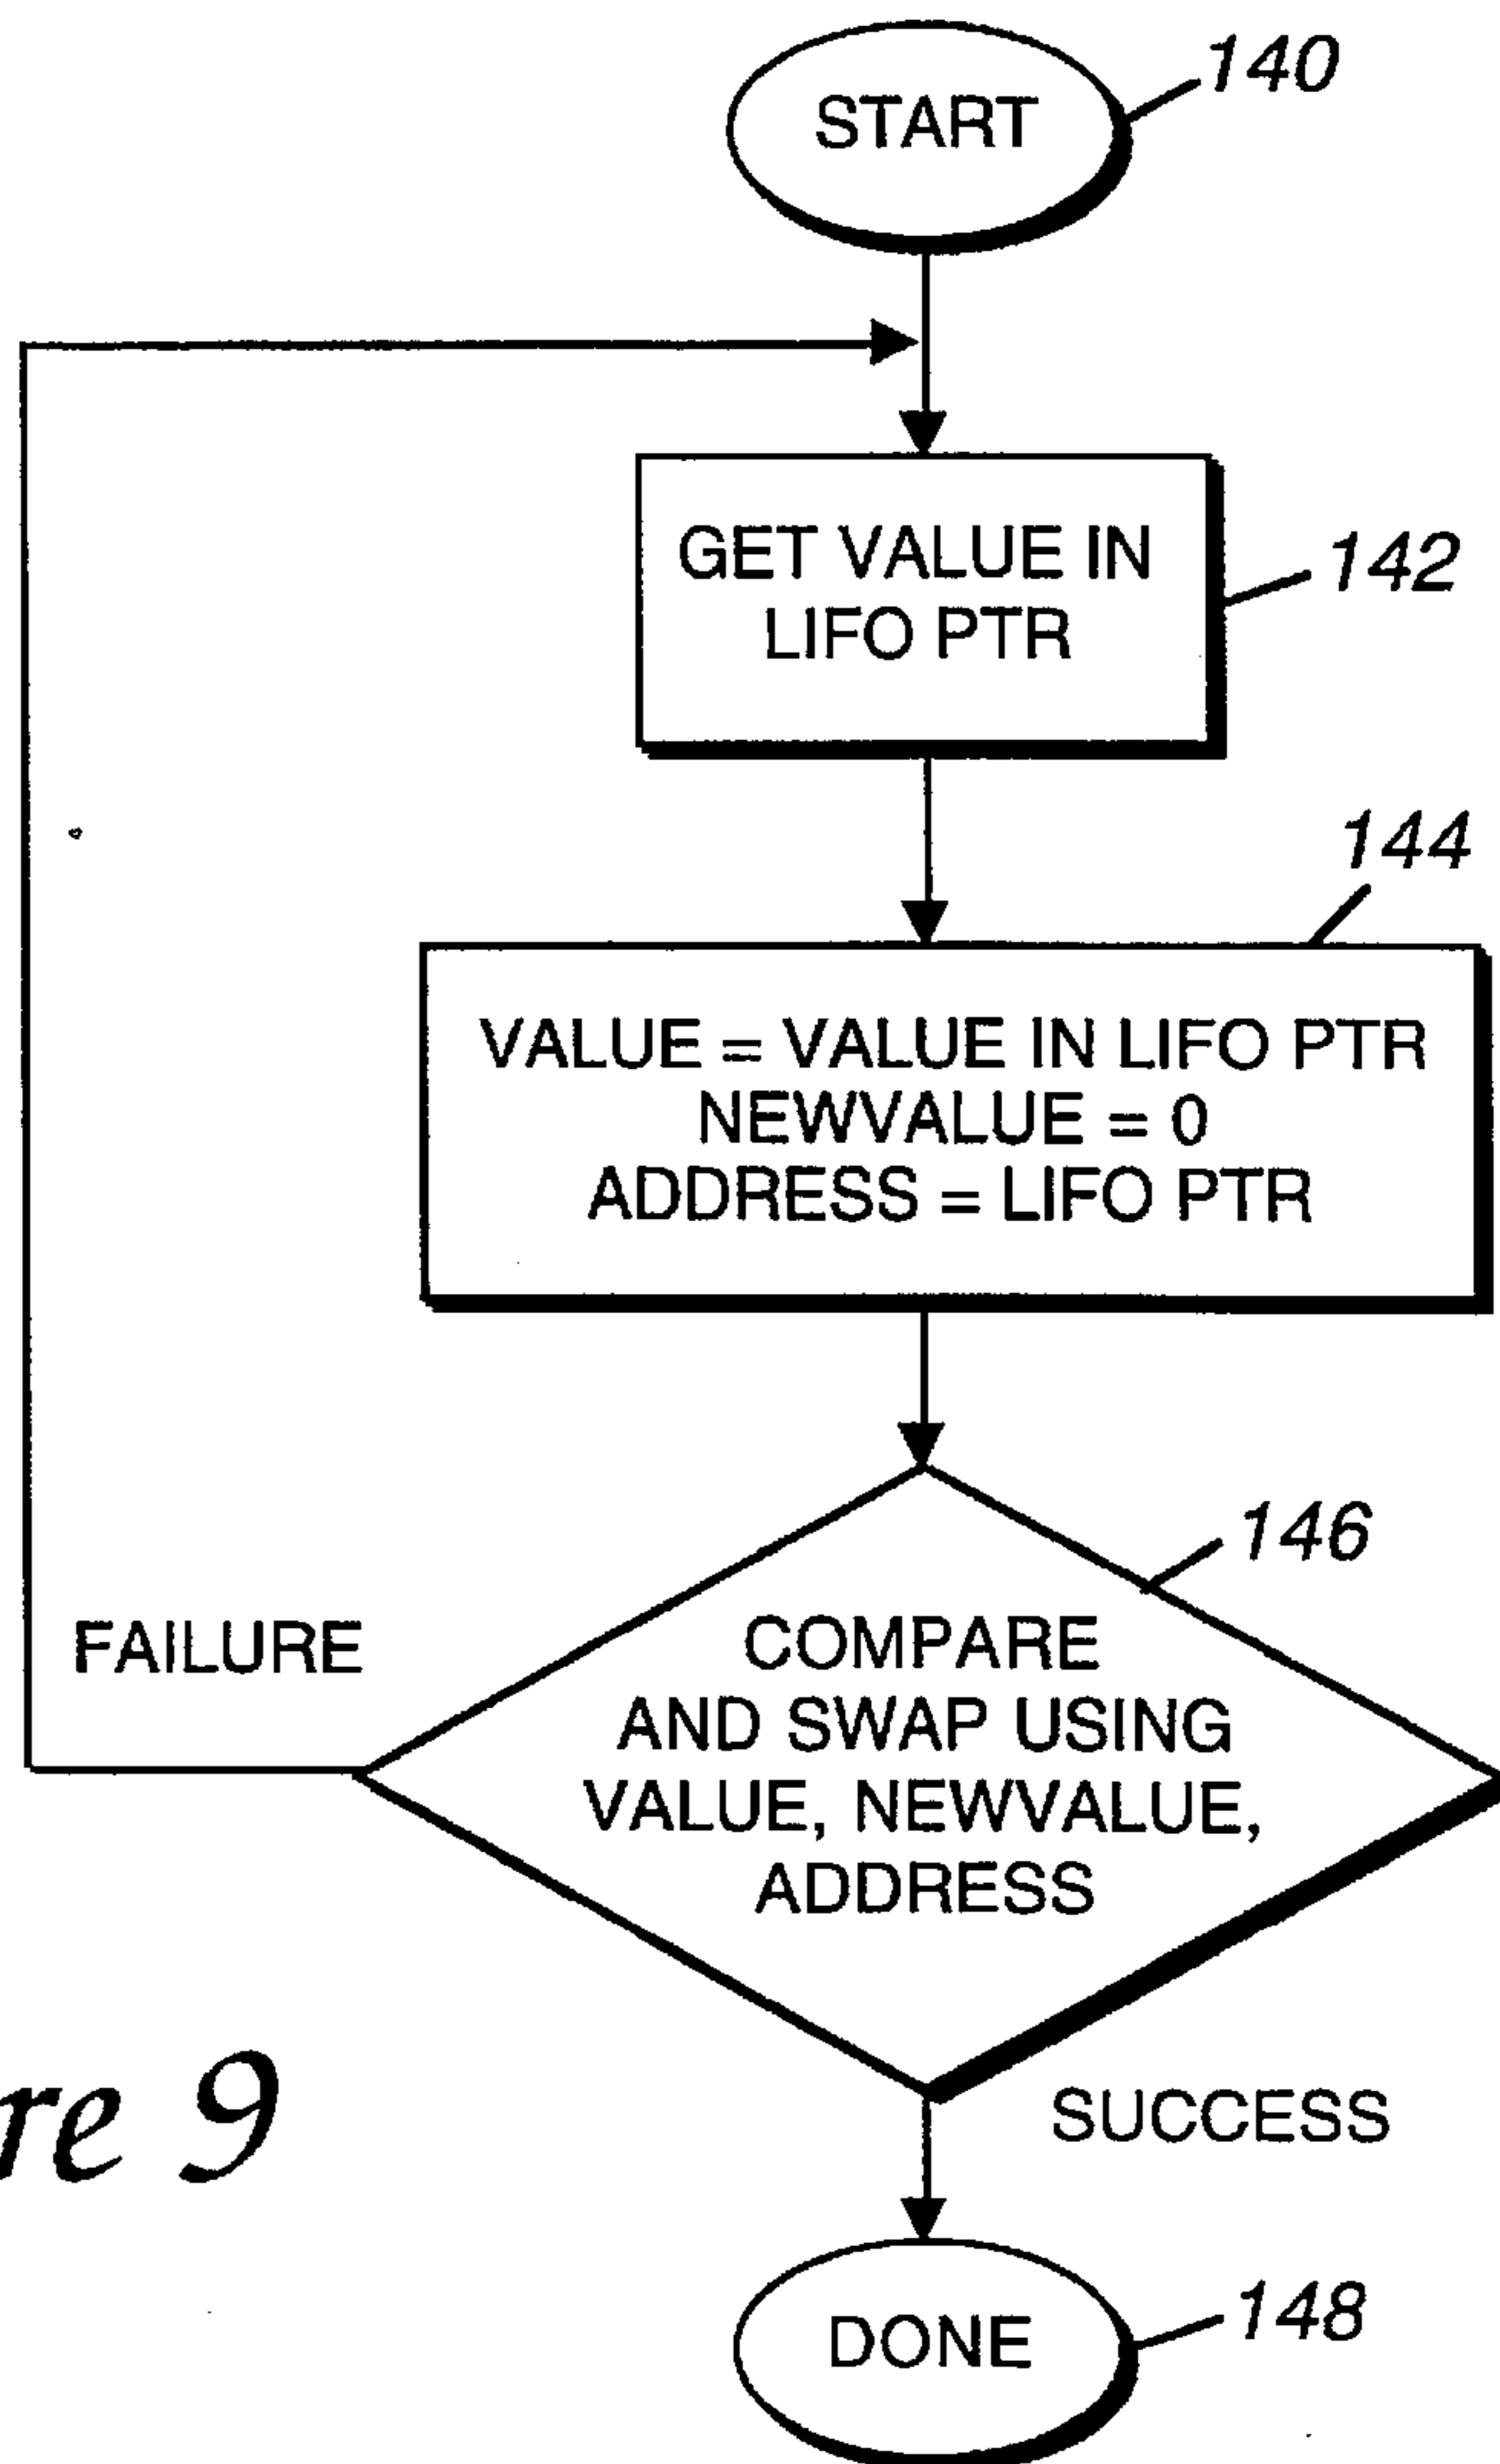 START
140
GET VALUE IN
LIFO PTR
142
144
VALUE = VALUE IN LIFO PTR
NEWVALUE = 0
ADDRESS = LIFO PTR
146
FAILURE
COMPARE
AND SWAP USING
VALUE, NEWVALUE,
ADDRESS
re 9
SUCCESS
DONE
148